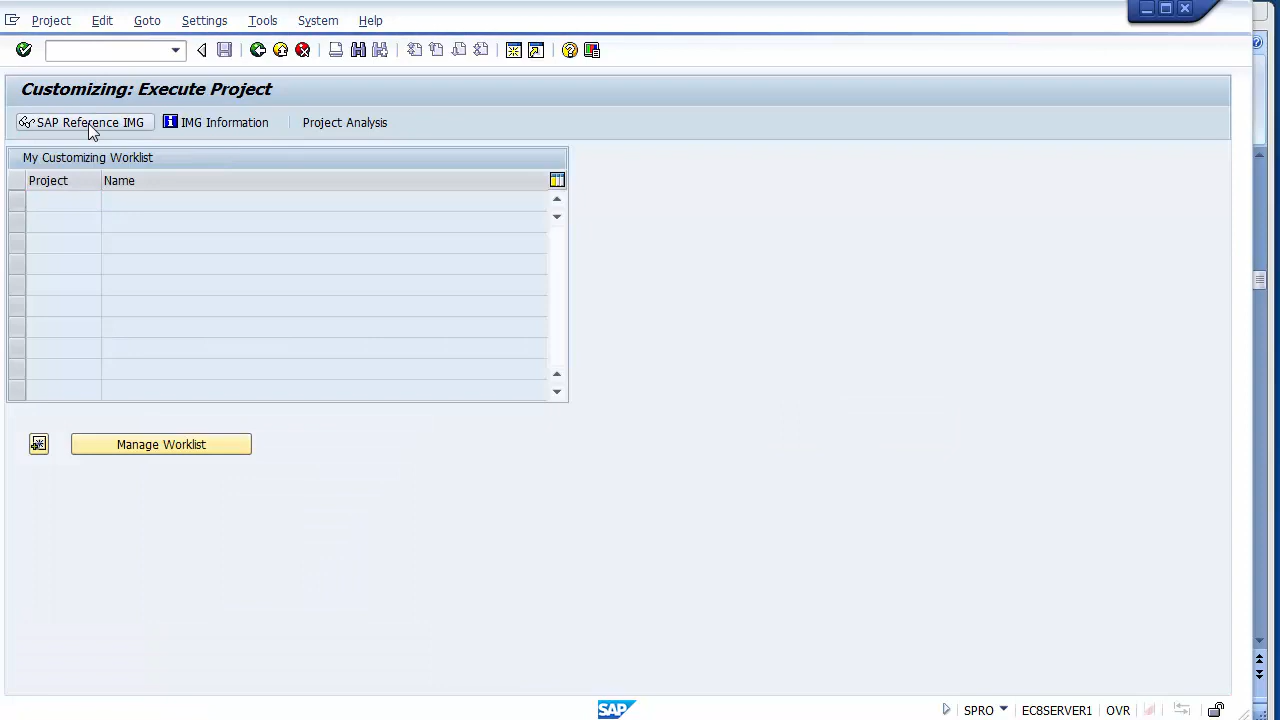 Project Edit Goto Settings Tools System Help
Customizing: Execute Project
SAP Reference IMG IMG Information Project Analysis
My Customizing Worklist
Project Name
Manage Worklist
SAP SPRO ECCSERVER1 OVR